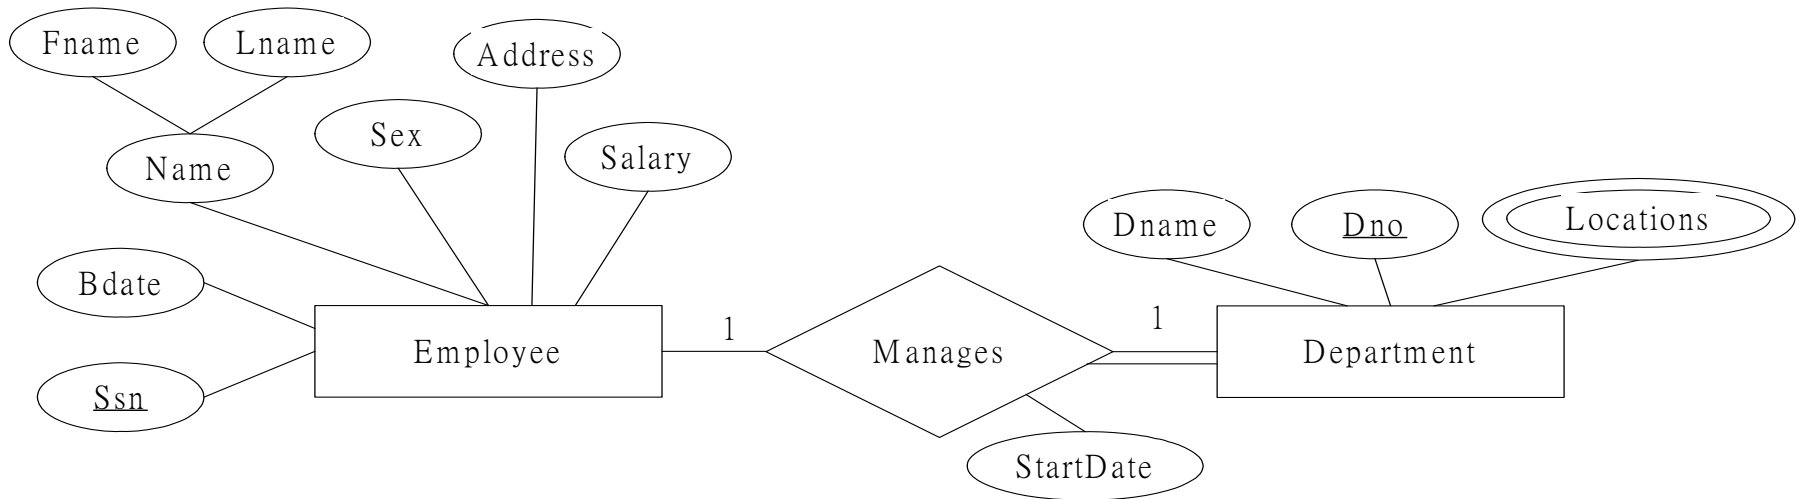 Fname
Lname
Address
Sex
Salary
Name
Dname
Dno
Locations
Bdate
1
1
Employee
Manages
Department
Ssn
StartDate